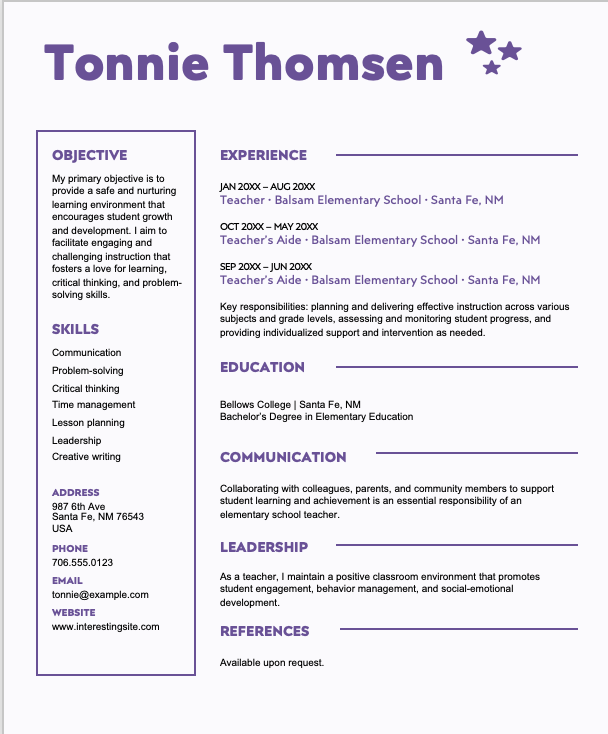 Tonnie Thomsen
OBJECTIVE
My primary objective is to
provide a safe and nurturing
learning environment that
encourages student growth
and development. I aim to
facilitate engaging and
challenging instruction that
fosters a love for learning,
critical thinking, and problem-
solving skills.
SKILLS
Communication
Problem-solving
Critical thinking
Time management
Lesson planning
Leadership
Creative writing
ADDRESS
987 6th Ave
Santa Fe, NM 76543
USA
PHONE
706.555.0123
EMAIL
tonnie@example.com
WEBSITE
www.interestingsite.com
EXPERIENCE
JAN 20XX – AUG 20XX
Teacher • Balsam Elementary School • Santa Fe, NM
OCT 20XX – MAY 20XX
Teacher's Aide • Balsam Elementary School • Santa Fe, NM
SEP 20XX – JUN 20XX
Teacher's Aide • Balsam Elementary School • Santa Fe, NM
Key responsibilities: planning and delivering effective instruction across various
subjects and grade levels, assessing and monitoring student progress, and
providing individualized support and intervention as needed.
EDUCATION
Bellows College | Santa Fe, NM
Bachelor's Degree in Elementary Education
COMMUNICATION
Collaborating with colleagues, parents, and community members to support
student learning and achievement is an essential responsibility of an
elementary school teacher.
LEADERSHIP
As a teacher, I maintain a positive classroom environment that promotes
student engagement, behavior management, and social-emotional
development.
REFERENCES
Available upon request.